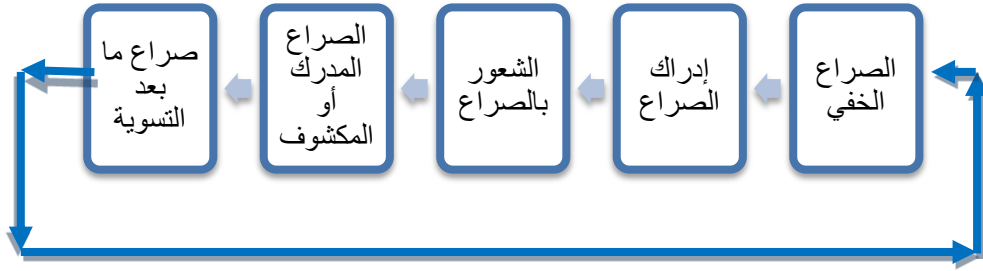 الصراع
الخفي
إدراك
الصراع
الشعور
بالصراع
الصراع
المدرك
أو
المكشوف
صراع ما
بعد
التسوية